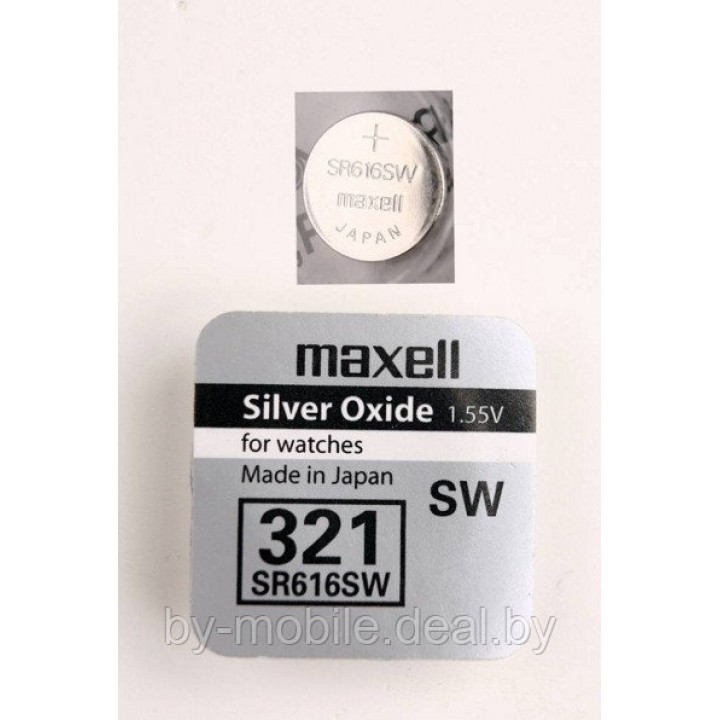 +
SR616SW
maxell
JAPAN
maxell
Silver Oxide 1.55V
for watches
Made in Japan
SW
321
SR616SW
by-mobile.deal.by